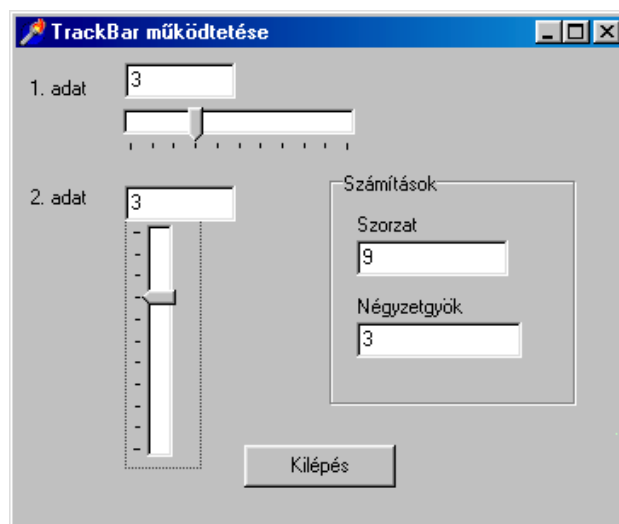 TrackBar működtetése
1. adat
3
2. adat
3
Számítások
Szorzat
9
Négyzetgyök
3
Kilépés